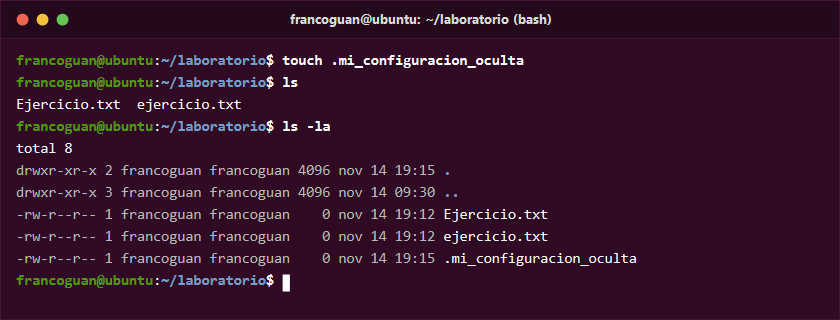 francoguan@ubuntu: ~/laboratorio (bash)
francoguan@ubuntu:~/laboratorio$ touch .mi_configuracion_oculta
francoguan@ubuntu:~/laboratorio$ ls
Ejercicio.txt  ejercicio.txt
francoguan@ubuntu:~/laboratorio$ ls -la
total 8
drwxr-xr-x 2 francoguan francoguan 4096 nov 14 19:15 .
drwxr-xr-x 3 francoguan francoguan 4096 nov 14 09:30 ..
-rw-r--r-- 1 francoguan francoguan    0 nov 14 19:12 Ejercicio.txt
-rw-r--r-- 1 francoguan francoguan    0 nov 14 19:12 ejercicio.txt
-rw-r--r-- 1 francoguan francoguan    0 nov 14 19:15 .mi_configuracion_oculta
francoguan@ubuntu:~/laboratorio$